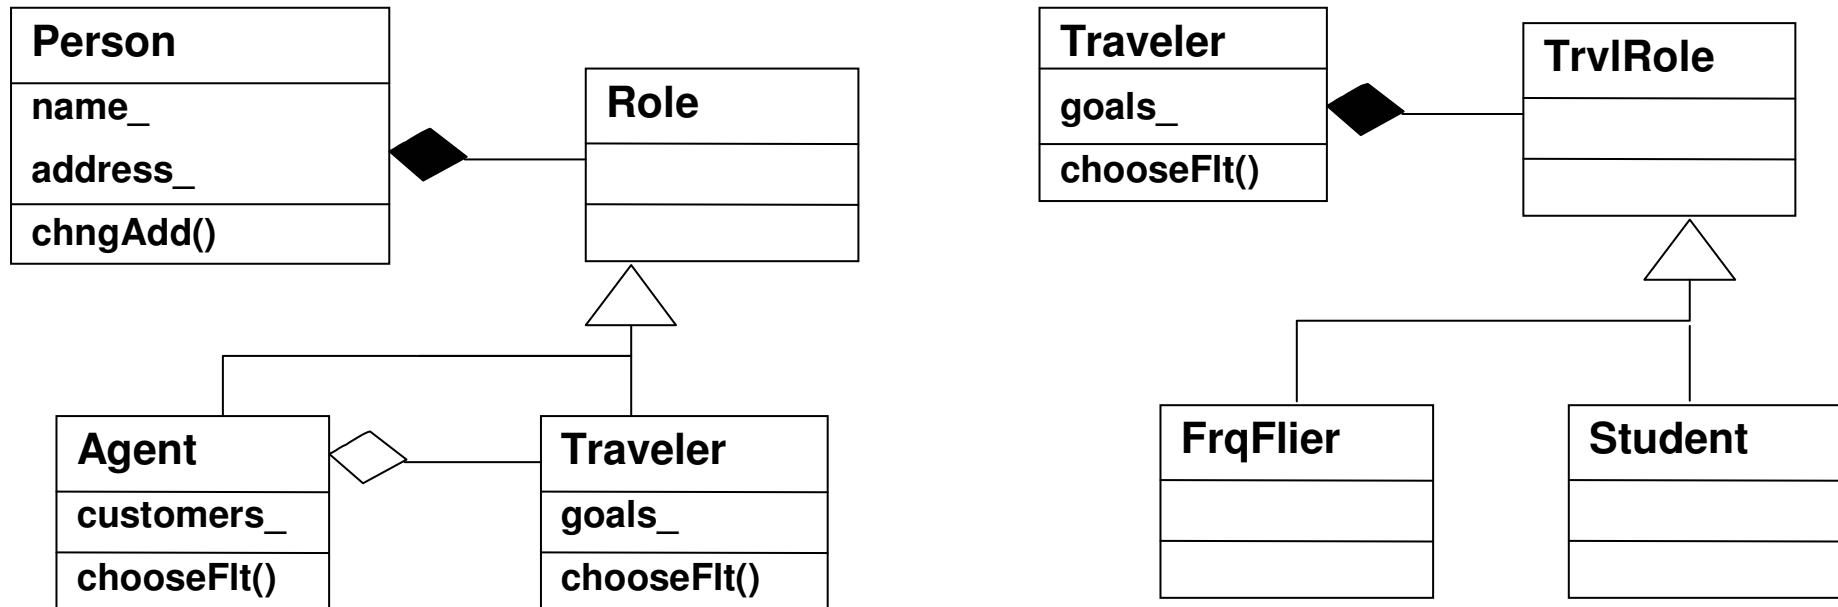 Person
name_
address_
chngAdd()
Role
Agent
customers_
chooseFlt()
Traveler
goals_
chooseFlt()
Traveler
goals_
chooseFlt()
TrvlRole
FrqFlier
Student